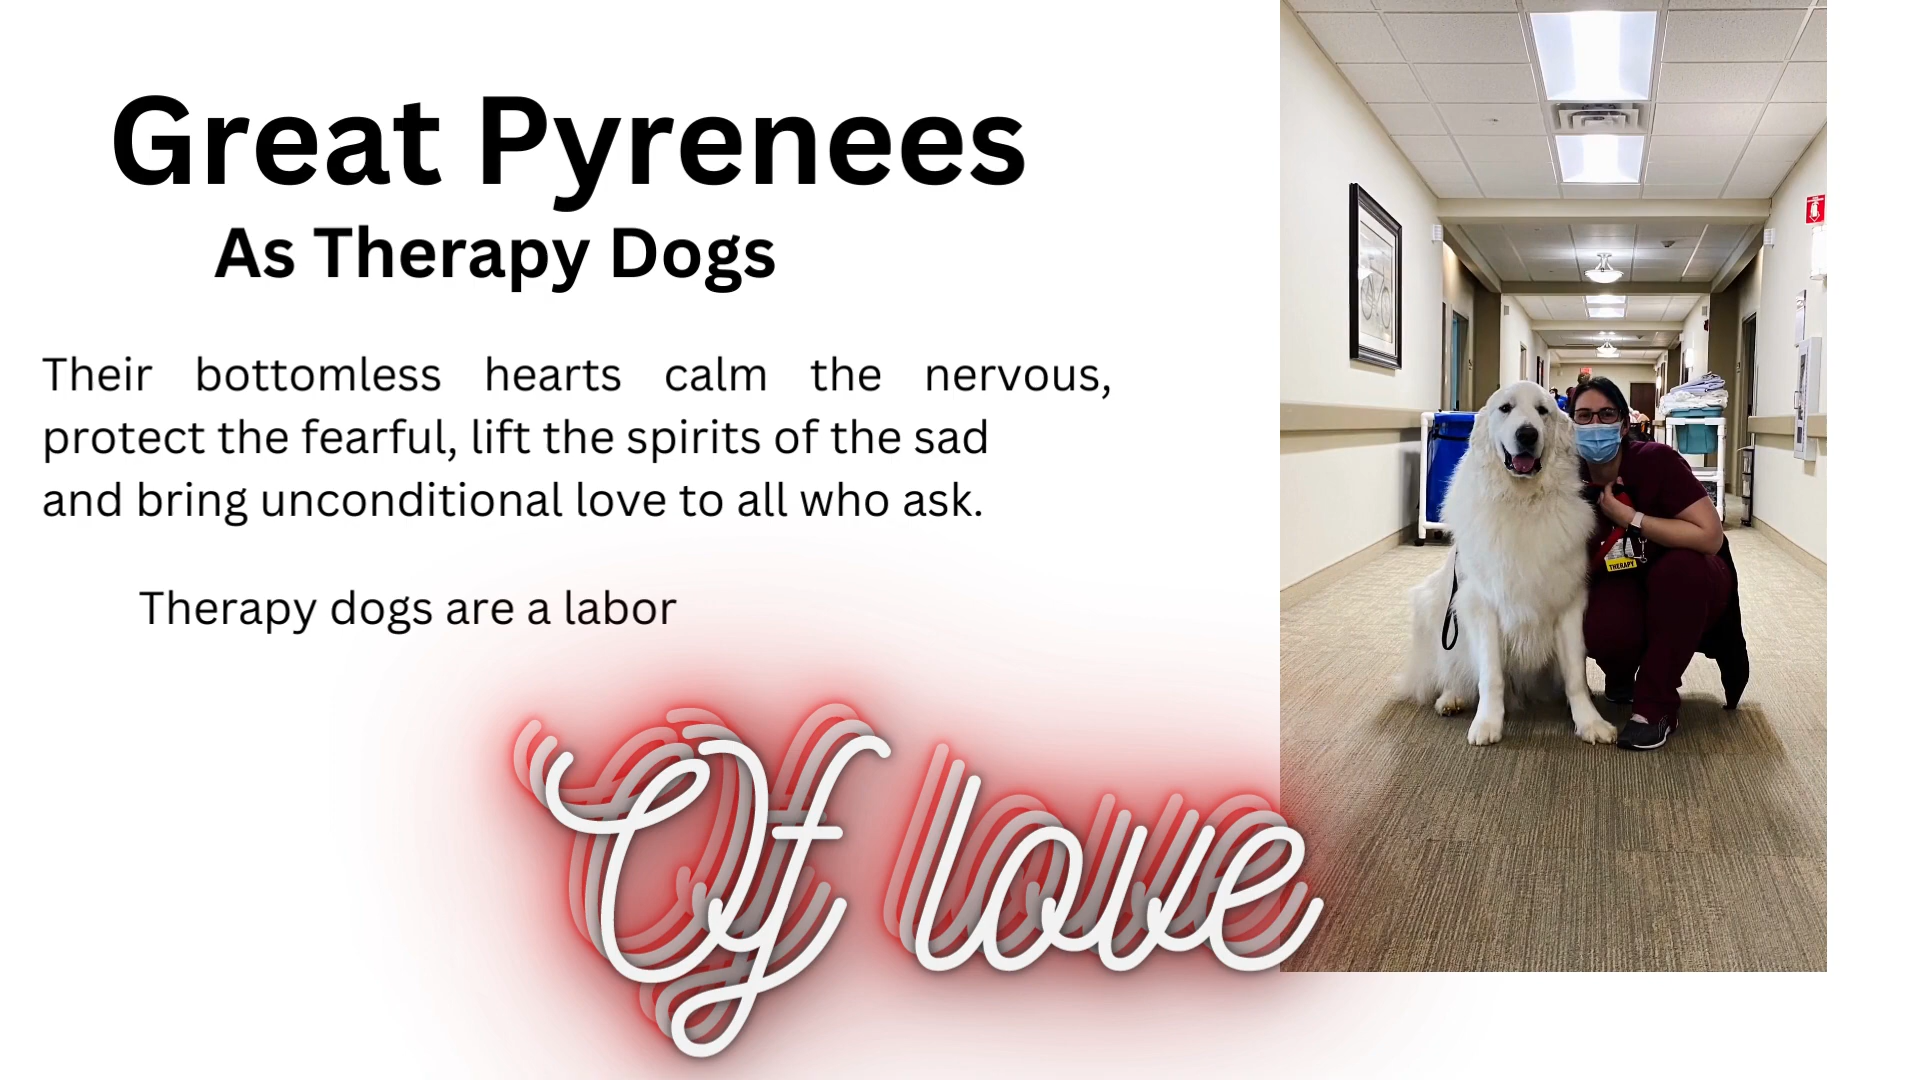 Great Pyrenees
As Therapy Dogs
Their bottomless hearts calm the nervous,
protect the fearful, lift the spirits of the sad
and bring unconditional love to all who ask.
Therapy dogs are a labor
Of love
THERAPY